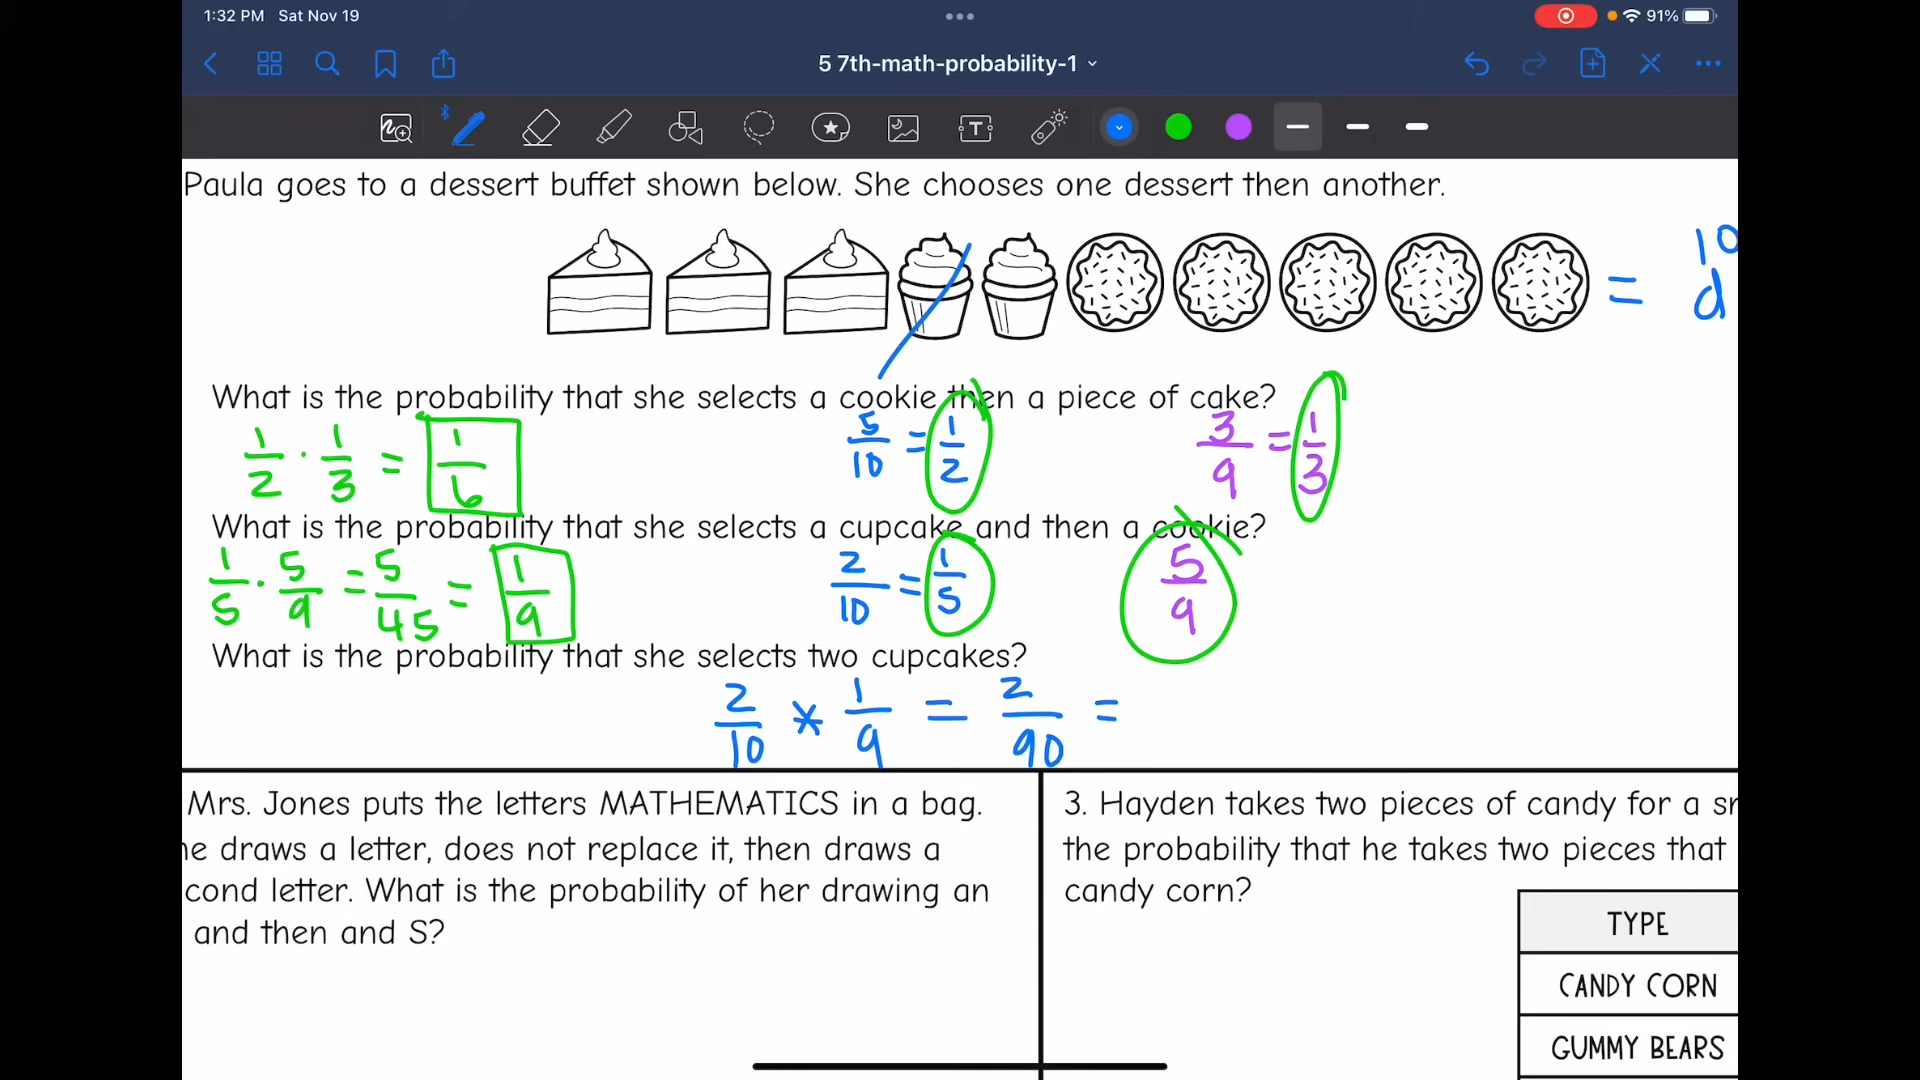 1:32 PM Sat Nov 19
91%
5 7th-math-probability-1
T
Paula goes to a dessert buffet shown below. She chooses one dessert then another.
= 10
d
What is the probability that she selects a cookie then a piece of cake?
1/2 · 1/3 = 1/6
5/10 = 1/2
3/9 = 1/3
What is the probability that she selects a cupcake and then a cookie?
1/5 · 5/9 = 5/45 = 1/9
2/10 = 1/5
5/9
What is the probability that she selects two cupcakes?
2/10 * 1/9 = 2/90 =
Mrs. Jones puts the letters MATHEMATICS in a bag.
he draws a letter, does not replace it, then draws a
cond letter. What is the probability of her drawing an
and then and S?
3. Hayden takes two pieces of candy for a sn
the probability that he takes two pieces that
candy corn?
TYPE
CANDY CORN
GUMMY BEARS